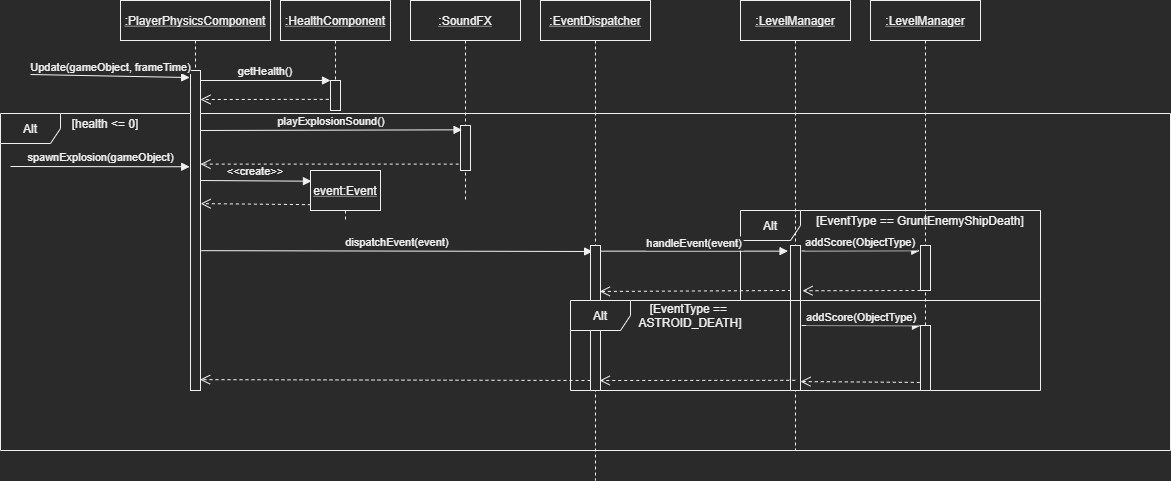 :PlayerPhysicsComponent
:HealthComponent
:SoundFX
:EventDispatcher
:LevelManager
:LevelManager
Update(gameObject, frameTime)
getHealth()
Alt
[health <= 0]
playExplosionSound()
spawnExplosion(gameObject)
<<create>>
event:Event
Alt
[EventType == GruntEnemyShipDeath]
dispatchEvent(event)
handleEvent(event)
addScore(ObjectType)
Alt
[EventType ==
ASTROID_DEATH]
addScore(ObjectType)